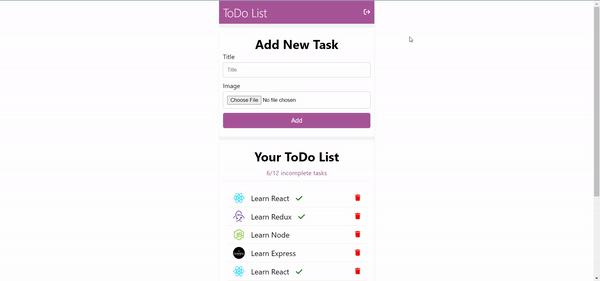 ToDo List
Add New Task
Title
Title
Image
Choose File No file chosen
Add
Your ToDo List
6/12 incomplete tasks
Learn React
Learn Redux
Learn Node
Learn Express
Learn React